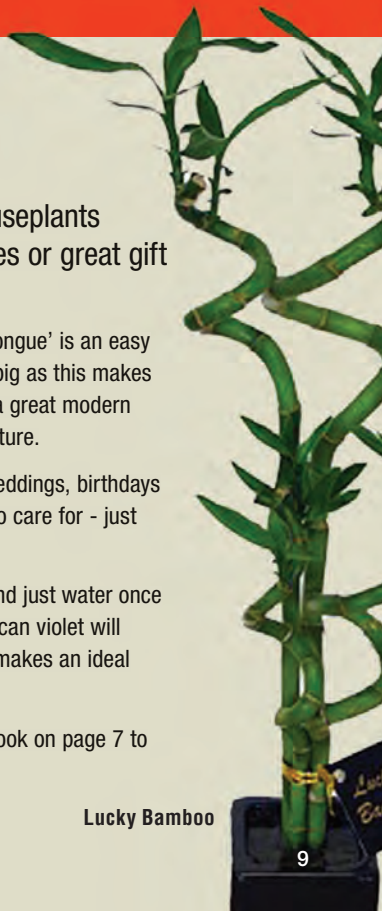 useplants
es or great gift
ongue’ is an easy
big as this makes
a great modern
ture.
eddings, birthdays
o care for - just
nd just water once
can violet will
makes an ideal
ook on page 7 to
Lucky Bamboo
9